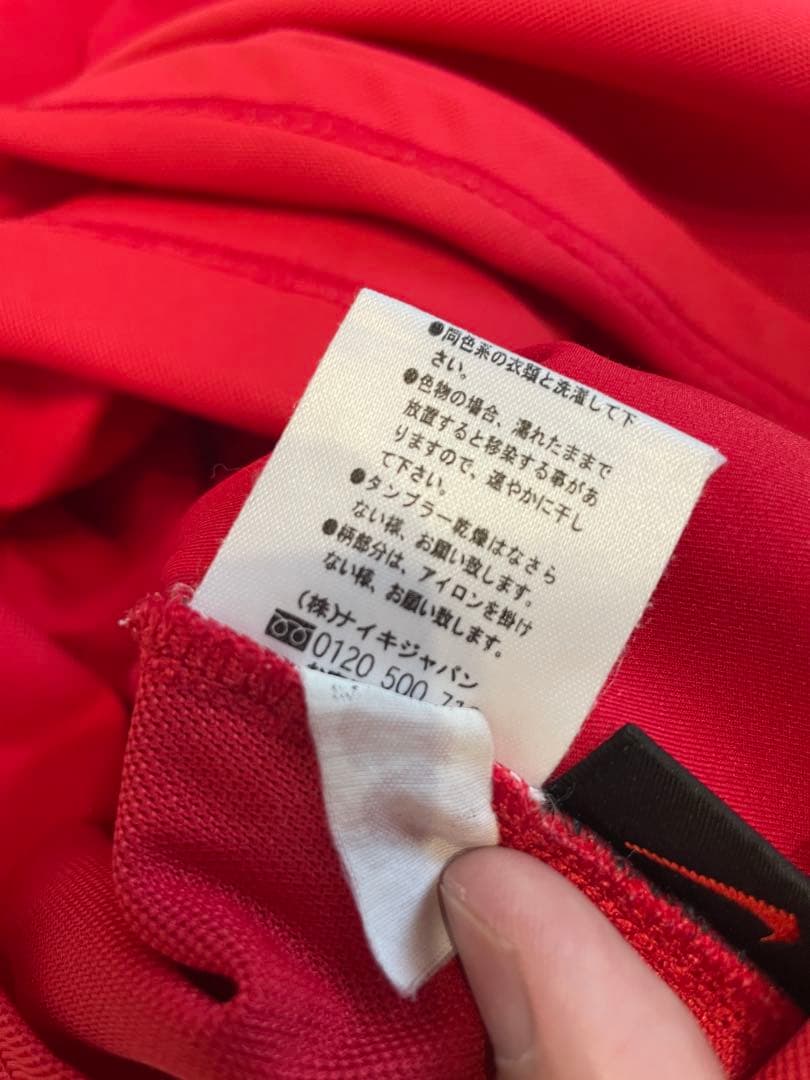 ●同色系の衣類と洗濯して下
さい。
●色物の場合、濡れたままで
放置すると移染する事があ
りますので、速やかに干し
て下さい。
●タンブラー乾燥はなさら
ない様、お願い致します。
●柄部分は、アイロンを掛け
ない様、お願い致します。
(株)ナイキジャパン
0120 500